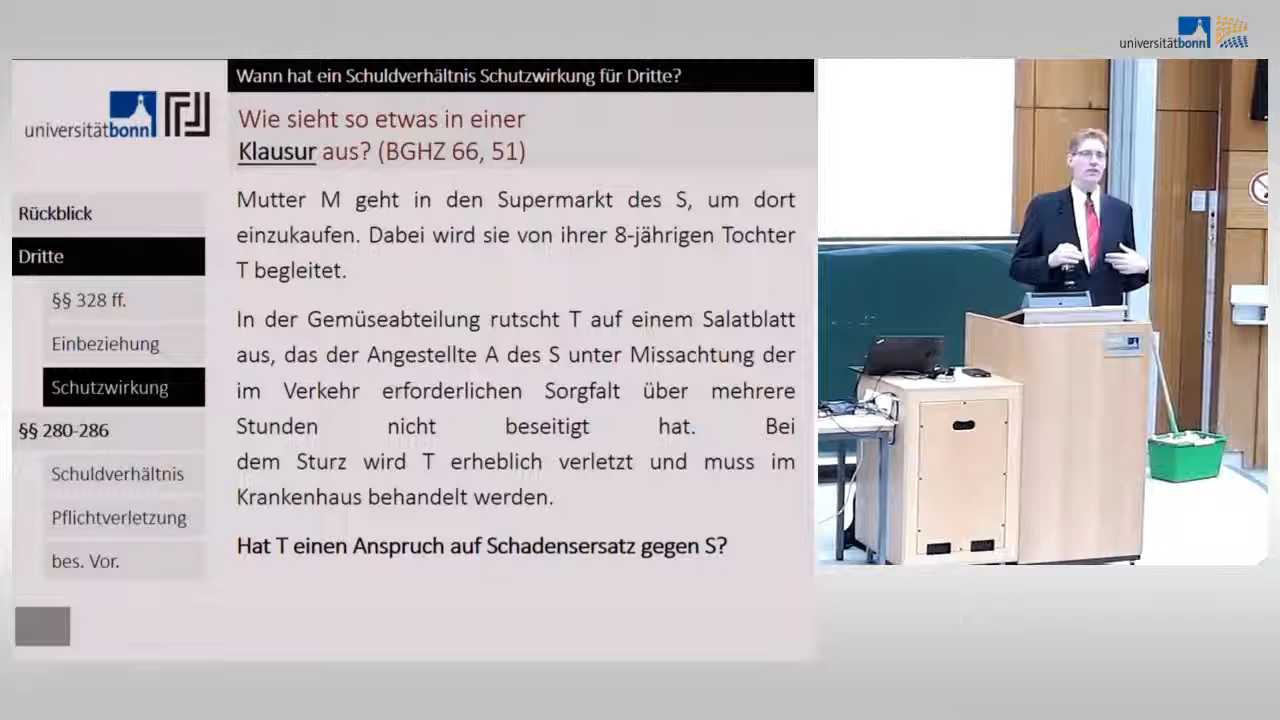 universitätbonn
Wann hat ein Schuldverhältnis Schutzwirkung für Dritte?
universitätbonn
Wie sieht so etwas in einer
Klausur aus? (BGHZ 66, 51)
Rückblick
Dritte
§§ 328 ff.
Einbeziehung
Schutzwirkung
§§ 280-286
Schuldverhältnis
Pflichtverletzung
bes. Vor.
Mutter M geht in den Supermarkt des S, um dort
einzukaufen. Dabei wird sie von ihrer 8-jährigen Tochter
T begleitet.
In der Gemüseabteilung rutscht T auf einem Salatblatt
aus, das der Angestellte A des S unter Missachtung der
im Verkehr erforderlichen Sorgfalt über mehrere
Stunden nicht beseitigt hat. Bei
dem Sturz wird T erheblich verletzt und muss im
Krankenhaus behandelt werden.
Hat T einen Anspruch auf Schadensersatz gegen S?